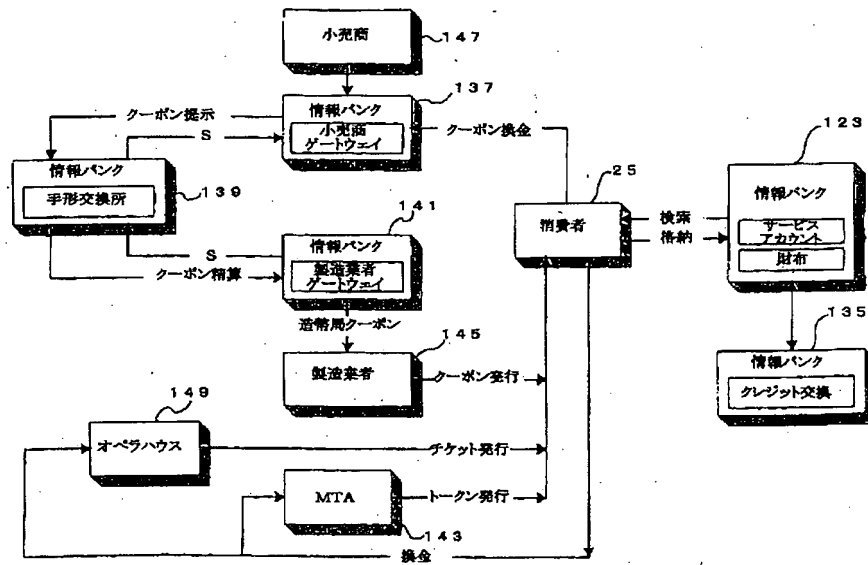 小売商
147
情報バンク
小売商
ゲートウェイ
137
クーポン提示
S
クーポン換金
情報バンク
手形交換所
139
25
消費者
検索
格納
123
情報バンク
サービス
アカウント
財布
141
情報バンク
製造業者
ゲートウェイ
S
クーポン精算
造幣局クーポン
145
製造業者
クーポン発行
135
情報バンク
クレジット交換
149
オペラハウス
チケット発行
MTA
トークン発行
143
換金